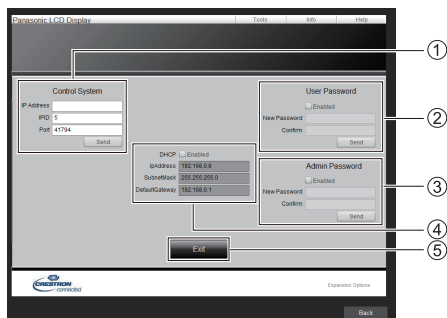 Panasonic LCD Display
Tools Info Help
①
Control System
IP Address
IPID 5
Port 41794
Send
User Password
Enabled
New Password
Confirm
Send
②
Admin Password
Enabled
New Password
Confirm
Send
③
DHCP Enabled
IpAddress 192.168.0.8
SubnetMask 255.255.255.0
DefaultGateway 192.168.0.1
④
Exit
⑤
CRESTRON
connected
Expansion Options
Back